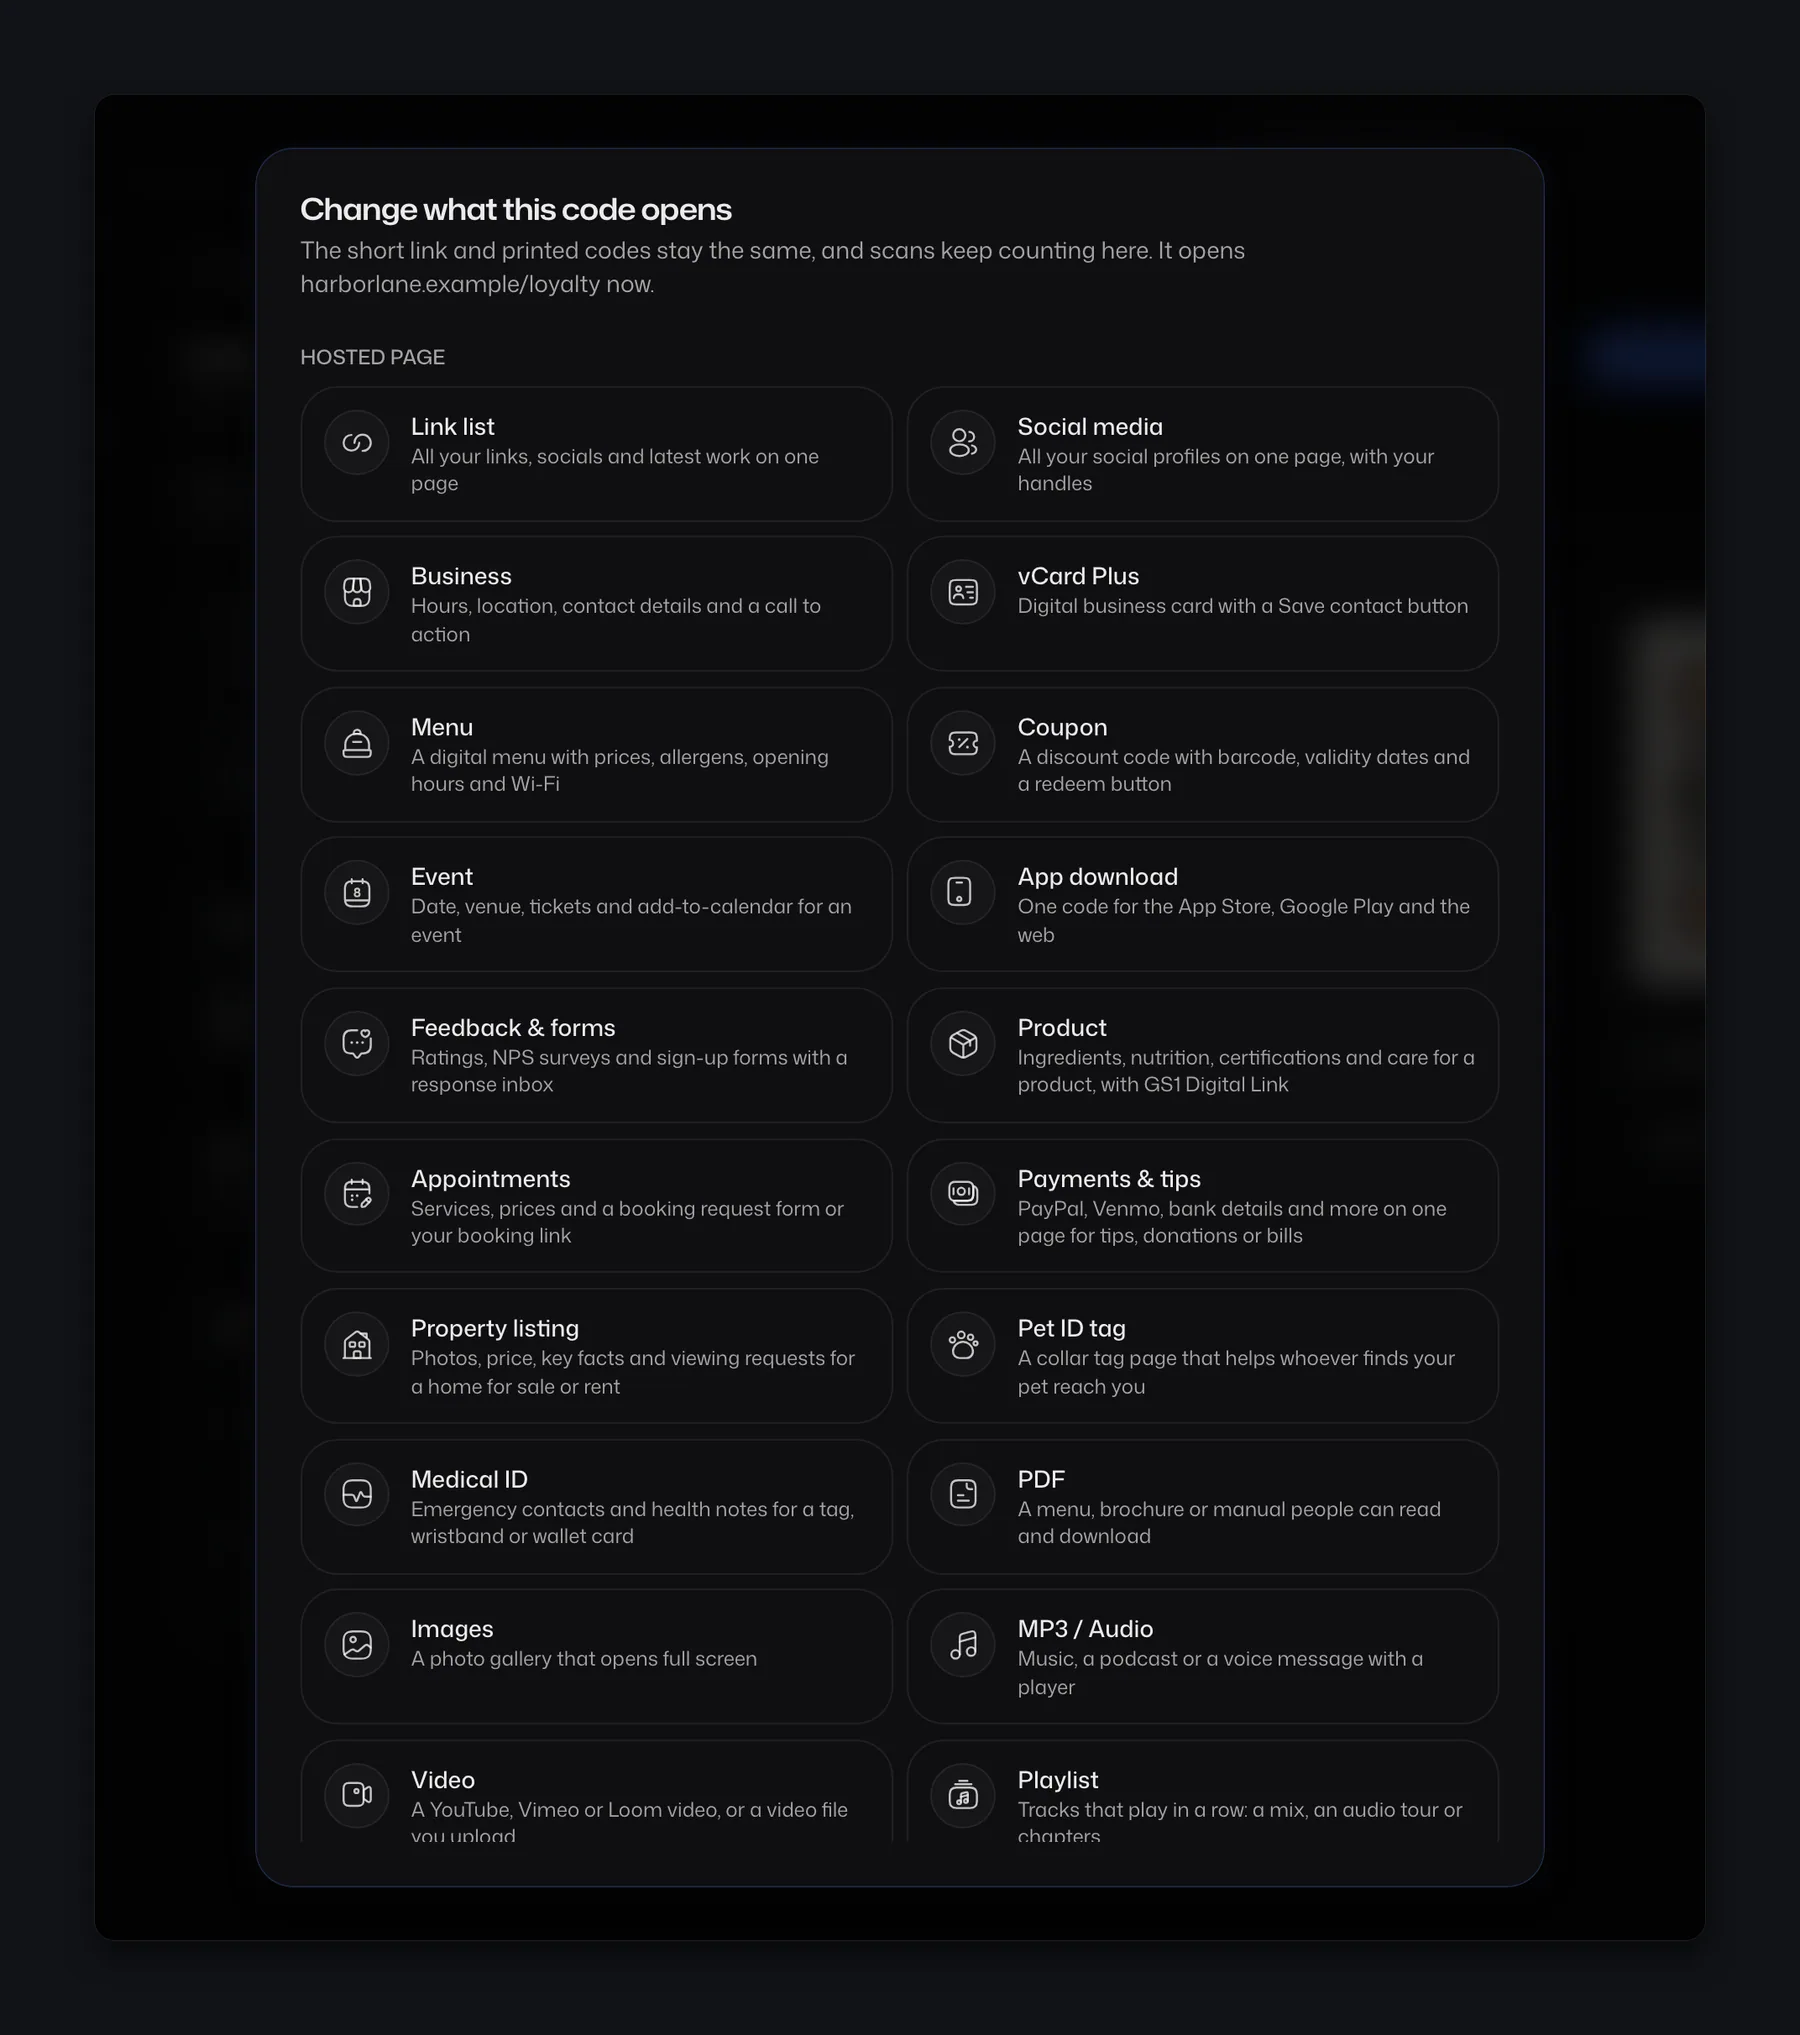 Change what this code opens
The short link and printed codes stay the same, and scans keep counting here. It opens
harborlane.example/loyalty now.
HOSTED PAGE
Link list
All your links, socials and latest work on one
page
Social media
All your social profiles on one page, with your
handles
Business
Hours, location, contact details and a call to
action
vCard Plus
Digital business card with a Save contact button
Menu
A digital menu with prices, allergens, opening
hours and Wi-Fi
Coupon
A discount code with barcode, validity dates and
a redeem button
8
Event
Date, venue, tickets and add-to-calendar for an
event
App download
One code for the App Store, Google Play and the
web
Feedback & forms
Ratings, NPS surveys and sign-up forms with a
response inbox
Product
Ingredients, nutrition, certifications and care for a
product, with GS1 Digital Link
Appointments
Services, prices and a booking request form or
your booking link
Payments & tips
PayPal, Venmo, bank details and more on one
page for tips, donations or bills
Property listing
Photos, price, key facts and viewing requests for
a home for sale or rent
Pet ID tag
A collar tag page that helps whoever finds your
pet reach you
Medical ID
Emergency contacts and health notes for a tag,
wristband or wallet card
PDF
A menu, brochure or manual people can read
and download
Images
A photo gallery that opens full screen
MP3 / Audio
Music, a podcast or a voice message with a
player
Video
A YouTube, Vimeo or Loom video, or a video file
you upload
Playlist
Tracks that play in a row: a mix, an audio tour or
chapters